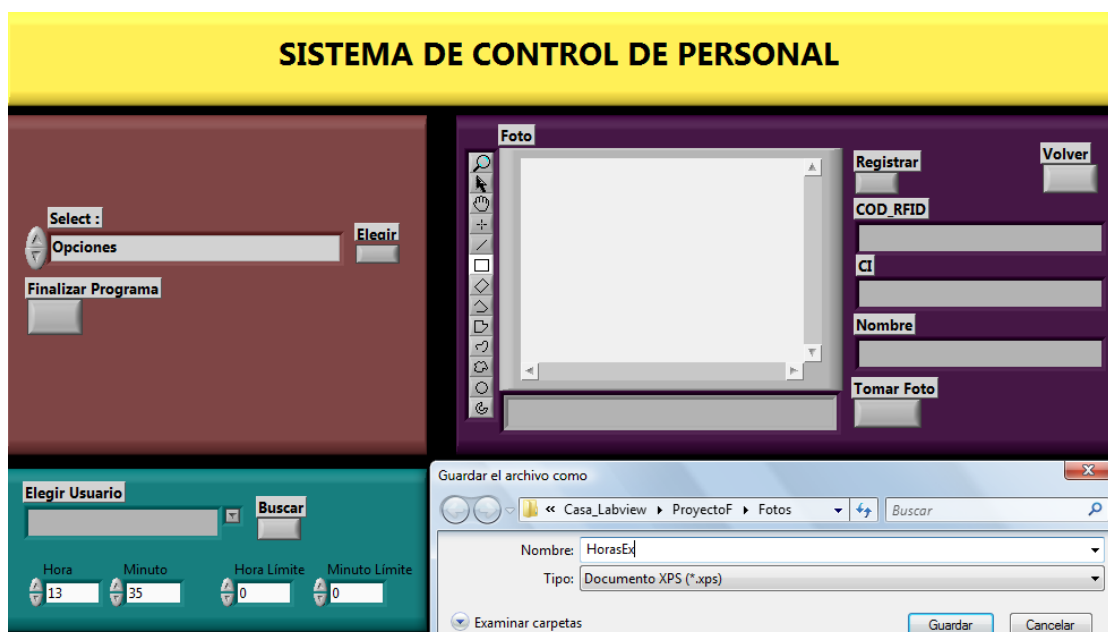 SISTEMA DE CONTROL DE PERSONAL
Select :
Opciones
Elegir
Finalizar Programa
Foto
Registrar
Volver
COD_RFID
CI
Nombre
Tomar Foto
Elegir Usuario
Buscar
Hora
Minuto
Hora Límite
Minuto Límite
13
35
0
0
Guardar el archivo como
« Casa_Labview ▸ ProyectoF ▸ Fotos
Buscar
Nombre: HorasEx
Tipo: Documento XPS (*.xps)
Examinar carpetas
Guardar
Cancelar